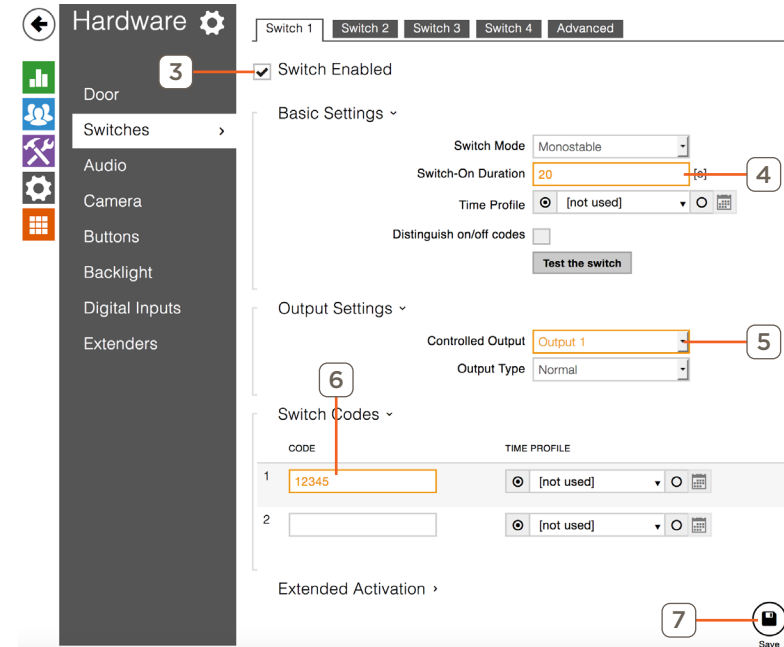 Hardware
Switch 1 Switch 2 Switch 3 Switch 4 Advanced
3
Switch Enabled
Door
Switches
Audio
Camera
Buttons
Backlight
Digital Inputs
Extenders
Basic Settings
Switch Mode Monostable
Switch-On Duration 20 [s]
4
Time Profile [not used]
Distinguish on/off codes
Test the switch
Output Settings
Controlled Output Output 1
5
Output Type Normal
6
Switch Codes
CODE TIME PROFILE
1 12345 [not used]
2 [not used]
Extended Activation
7
Save